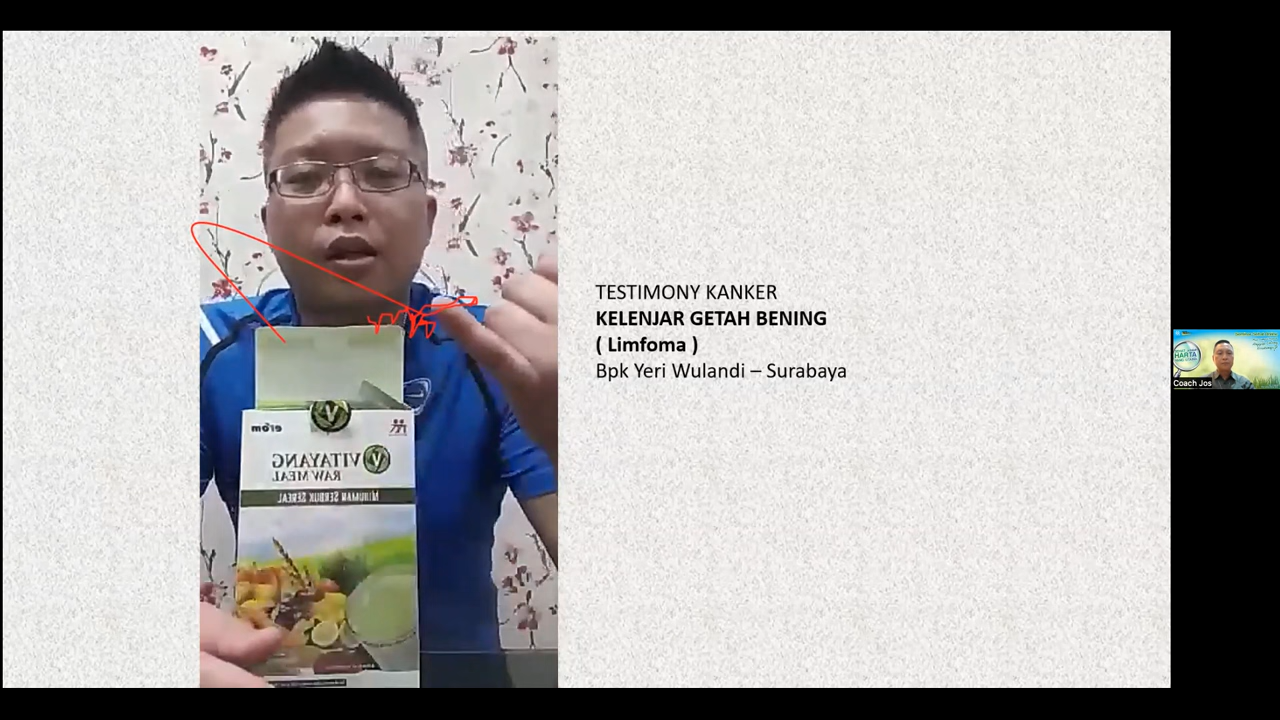 TESTIMONY KANKER
KELENJAR GETAH BENING
( Limfoma )
Bpk Yeri Wulandi – Surabaya
erom
VITAYANG
RAW MEAL
MINUMAN SERBUK SEREAL
HARTA
Coach Jos